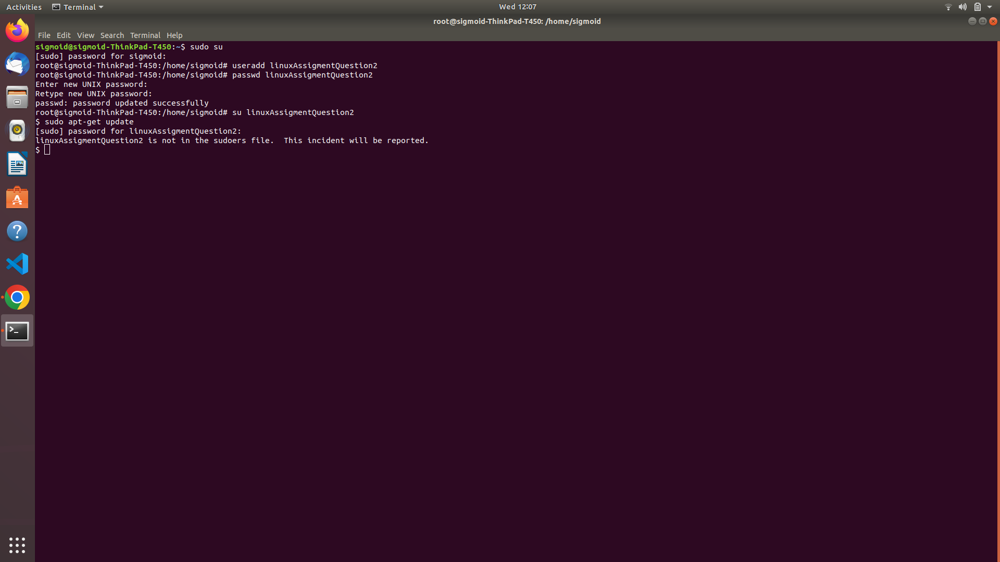 Activities Terminal Wed 12:07
root@sigmoid-ThinkPad-T450: /home/sigmoid
File Edit View Search Terminal Help
sigmoid@sigmoid-ThinkPad-T450:~$ sudo su
[sudo] password for sigmoid:
root@sigmoid-ThinkPad-T450:/home/sigmoid# useradd linuxAssigmentQuestion2
root@sigmoid-ThinkPad-T450:/home/sigmoid# passwd linuxAssigmentQuestion2
Enter new UNIX password:
Retype new UNIX password:
passwd: password updated successfully
root@sigmoid-ThinkPad-T450:/home/sigmoid# su linuxAssigmentQuestion2
$ sudo apt-get update
[sudo] password for linuxAssigmentQuestion2:
linuxAssigmentQuestion2 is not in the sudoers file.  This incident will be reported.
$